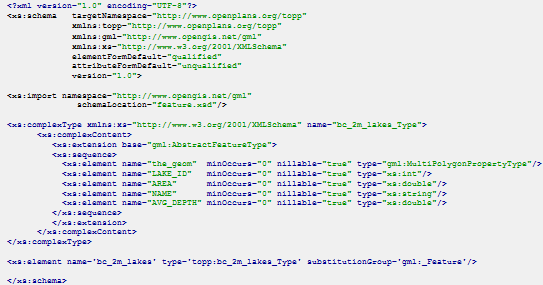 <?xml version="1.0" encoding="UTF-8"?>
<xs:schema targetNamespace="http://www.openplans.org/topp"
xmlns:topp="http://www.openplans.org/topp"
xmlns:gml="http://www.opengis.net/gml"
xmlns:xs="http://www.w3.org/2001/XMLSchema"
elementFormDefault="qualified"
attributeFormDefault="unqualified"
version="1.0">
<xs:import namespace="http://www.opengis.net/gml"
schemaLocation="feature.xsd"/>
<xs:complexType xmlns:xs="http://www.w3.org/2001/XMLSchema" name="bc_2m_lakes_Type">
<xs:complexContent>
<xs:extension base="gml:AbstractFeatureType">
<xs:sequence>
<xs:element name="the_geom" minOccurs="0" nillable="true" type="gml:MultiPolygonPropertyType"/>
<xs:element name="LAKE_ID" minOccurs="0" nillable="true" type="xs:int"/>
<xs:element name="AREA" minOccurs="0" nillable="true" type="xs:double"/>
<xs:element name="NAME" minOccurs="0" nillable="true" type="xs:string"/>
<xs:element name="AVG_DEPTH" minOccurs="0" nillable="true" type="xs:double"/>
</xs:sequence>
</xs:extension>
</xs:complexContent>
</xs:complexType>
<xs:element name='bc_2m_lakes' type='topp:bc_2m_lakes_Type' substitutionGroup='gml:_Feature'/>
</xs:schema>